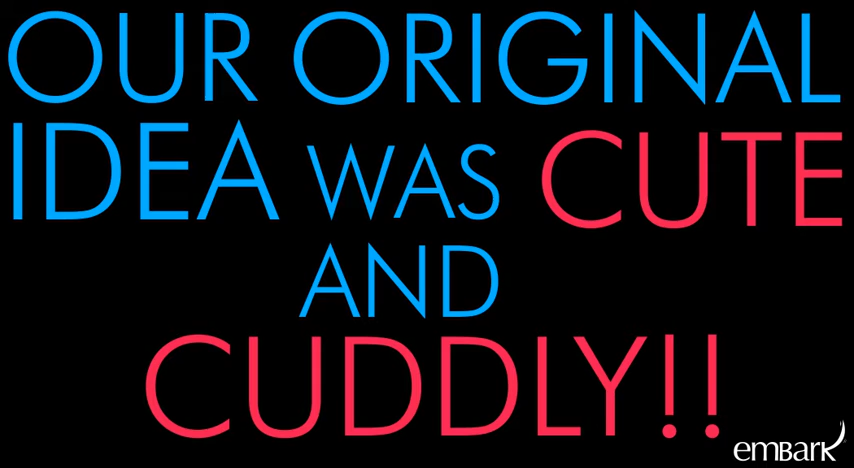 OUR ORIGINAL
IDEA WAS CUTE
AND
CUDDLY!!
emBark